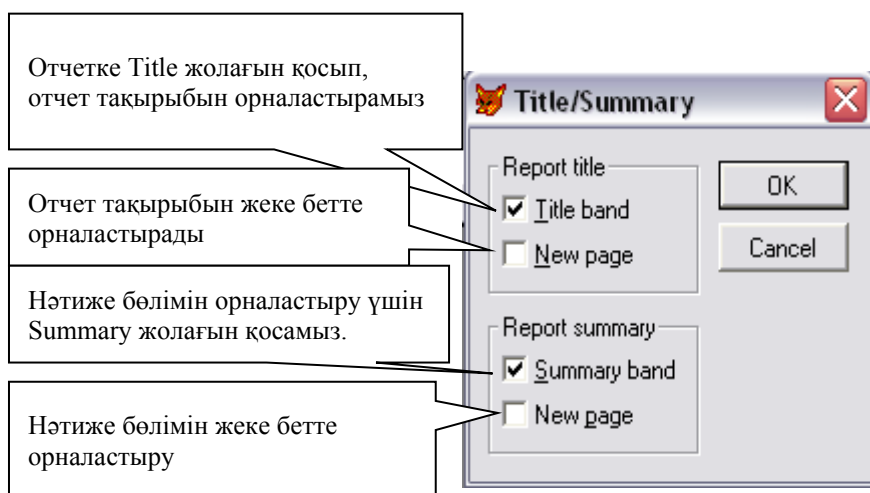 Отчетке Title жолағын қосып,
отчет тақырыбын орналастырамыз
Отчет тақырыбын жеке бетте
орналастырады
Нәтиже бөлімін орналастыру үшін
Summary жолағын қосамыз.
Нәтиже бөлімін жеке бетте
орналастыру
Title/Summary
Report title
Title band
New page
OK
Cancel
Report summary
Summary band
New page